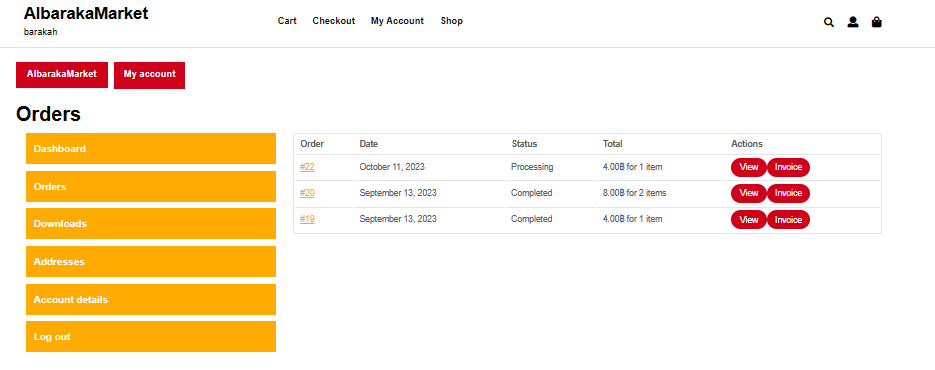 AlbarakaMarket
barakah
Cart Checkout My Account Shop
AlbarakaMarket My account
Orders
Dashboard
Orders
Downloads
Addresses
Account details
Log out
Order Date Status Total Actions
#22 October 11, 2023 Processing 4.00฿ for 1 item View Invoice
#20 September 13, 2023 Completed 8.00฿ for 2 items View Invoice
#19 September 13, 2023 Completed 4.00฿ for 1 item View Invoice